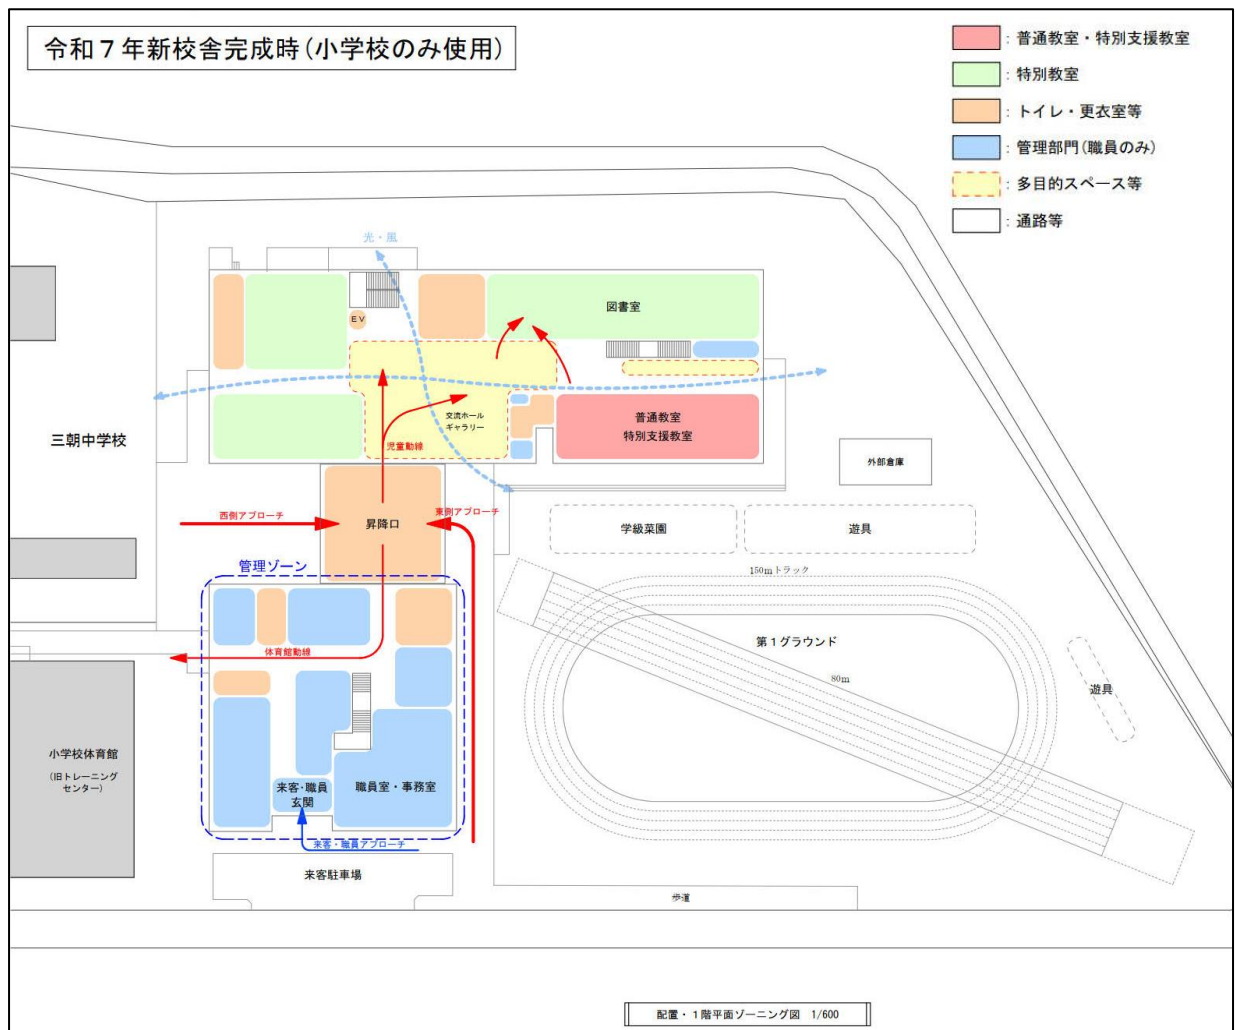 令和７年新校舎完成時(小学校のみ使用)
：普通教室・特別支援教室
：特別教室
：トイレ・更衣室等
：管理部門(職員のみ)
：多目的スペース等
：通路等
光・風
ＥＶ
図書室
交流ホール
ギャラリー
普通教室
特別支援教室
児童動線
三朝中学校
外部倉庫
西側アプローチ
昇降口
東側アプローチ
学級菜園
遊具
管理ゾーン
150mトラック
第１グラウンド
体育館動線
80m
遊具
小学校体育館
(旧トレーニング
センター)
来客・職員
玄関
職員室・事務室
来客・職員アプローチ
来客駐車場
歩道
配置・１階平面ゾーニング図 1/600